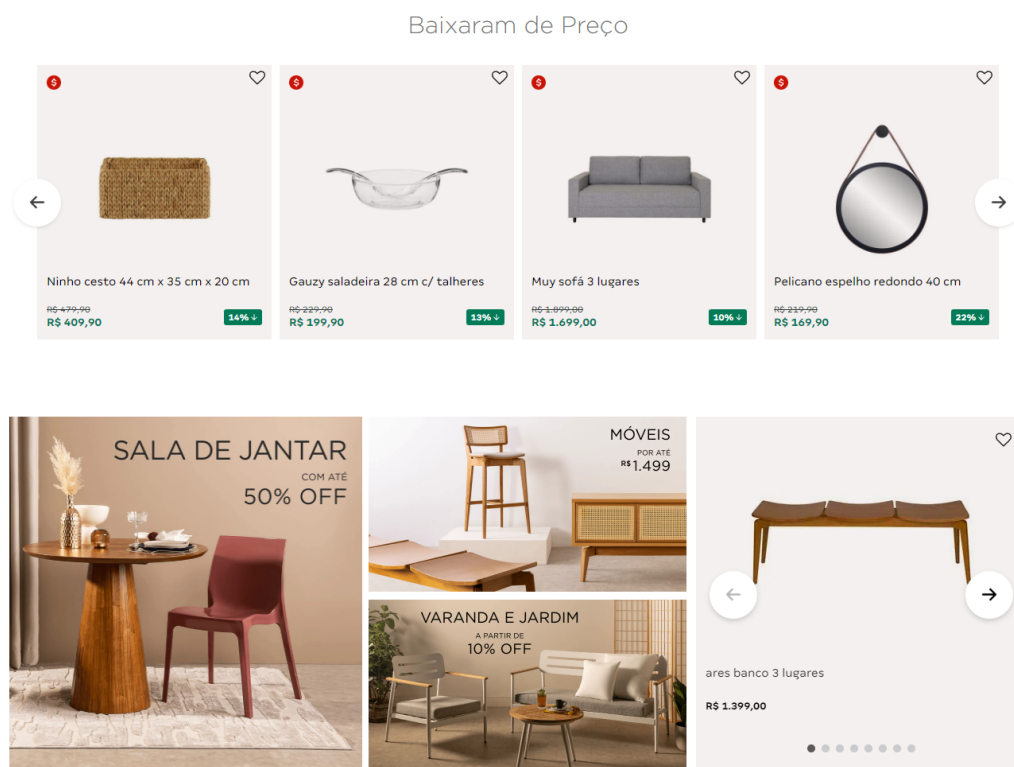 Baixaram de Preço
$
$
$
$
Ninho cesto 44 cm x 35 cm x 20 cm
R$ 479,90
R$ 409,90
14% ↓
Gauzy saladeira 28 cm c/ talheres
R$ 229,90
R$ 199,90
13% ↓
Muy sofá 3 lugares
R$ 1.899,00
R$ 1.699,00
10% ↓
Pelicano espelho redondo 40 cm
R$ 219,90
R$ 169,90
22% ↓
SALA DE JANTAR
COM ATÉ
50% OFF
MÓVEIS
POR ATÉ
R$ 1.499
VARANDA E JARDIM
A PARTIR DE
10% OFF
ares banco 3 lugares
R$ 1.399,00